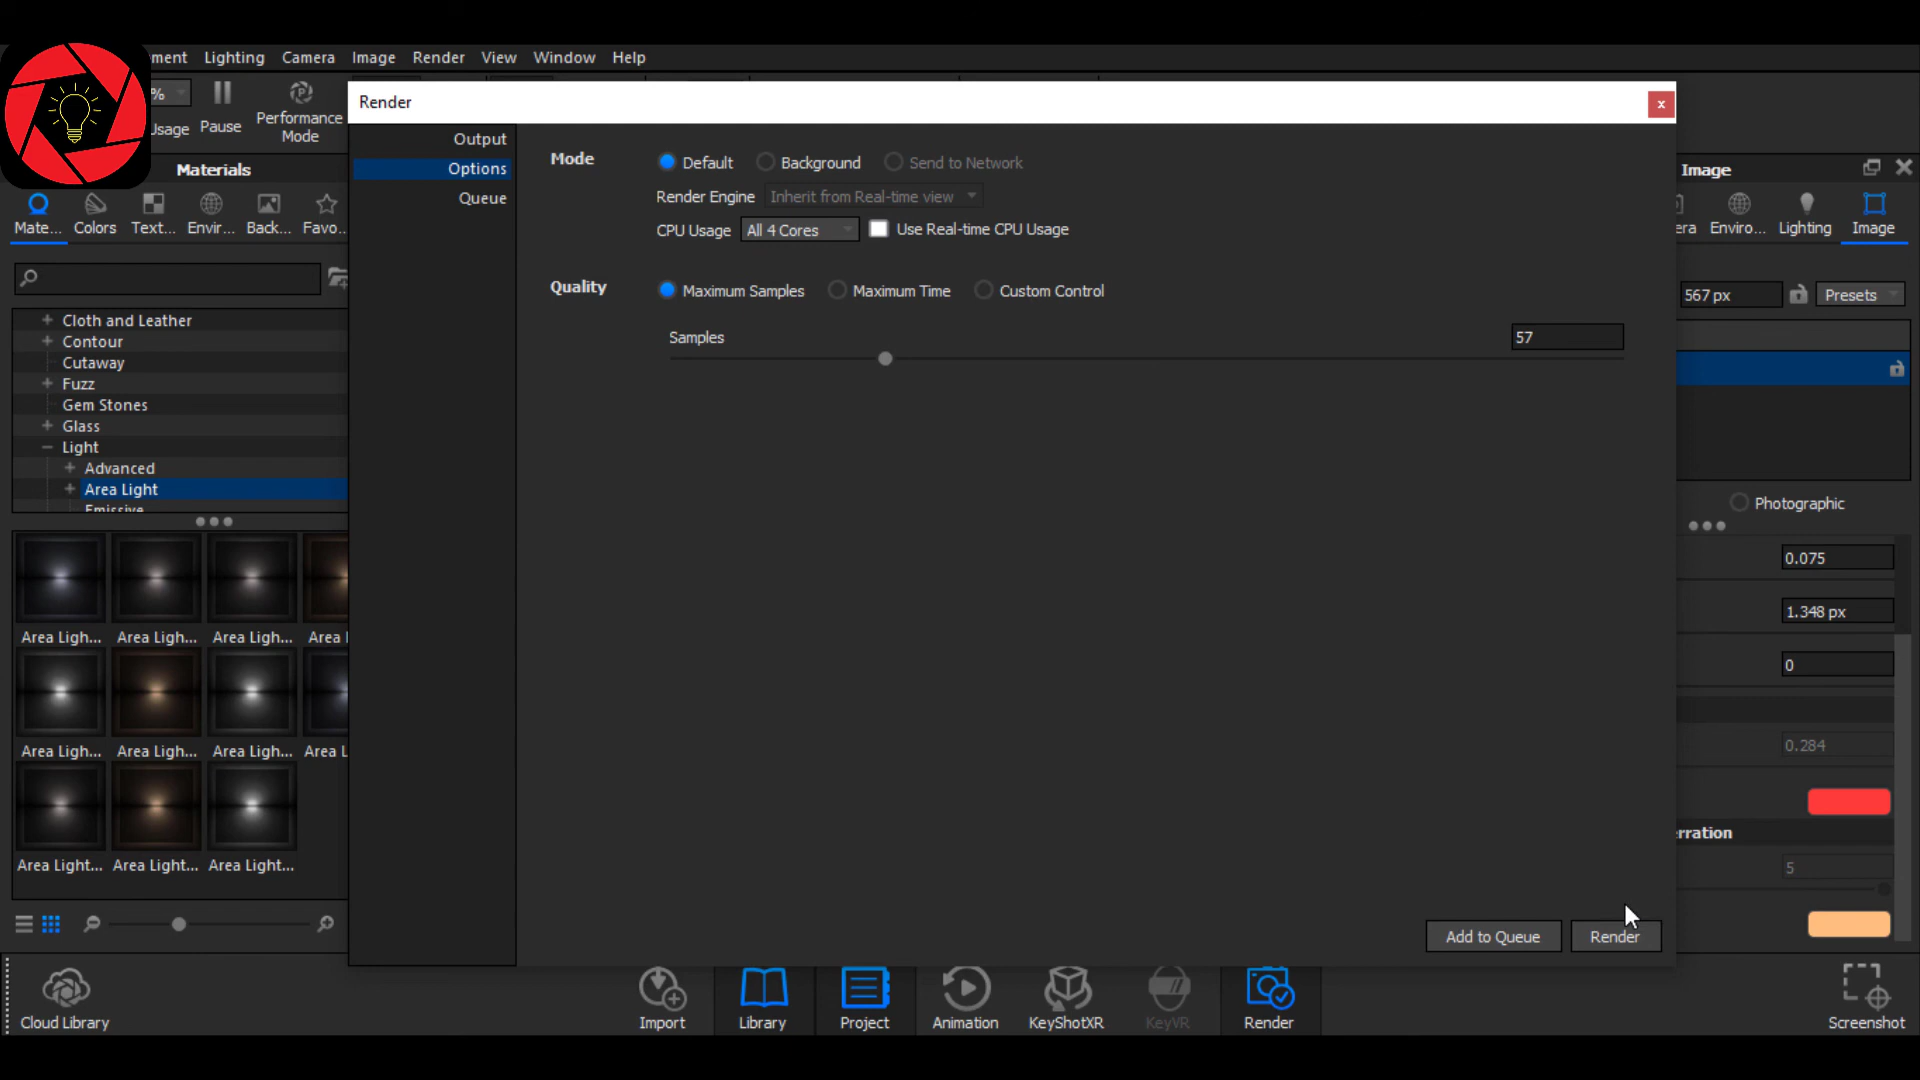 ment Lighting Camera Image Render View Window Help
%
Usage Pause Performance Mode
Materials
Mate... Colors Text... Envir... Back... Favo...
Cloth and Leather
Contour
Cutaway
Fuzz
Gem Stones
Glass
Light
Advanced
Area Light
Emissive
Area Ligh... Area Ligh... Area Ligh... Area
Area Ligh... Area Ligh... Area Ligh... Area L
Area Light... Area Light... Area Light...
Render
x
Output
Options
Queue
Mode Default Background Send to Network
Render Engine Inherit from Real-time view
CPU Usage All 4 Cores Use Real-time CPU Usage
Quality Maximum Samples Maximum Time Custom Control
Samples 57
Add to Queue Render
Image
era Enviro... Lighting Image
567 px Presets
Photographic
0.075
1.348 px
0
0.284
erration
5
Cloud Library Import Library Project Animation KeyShotXR KeyVR Render Screenshot